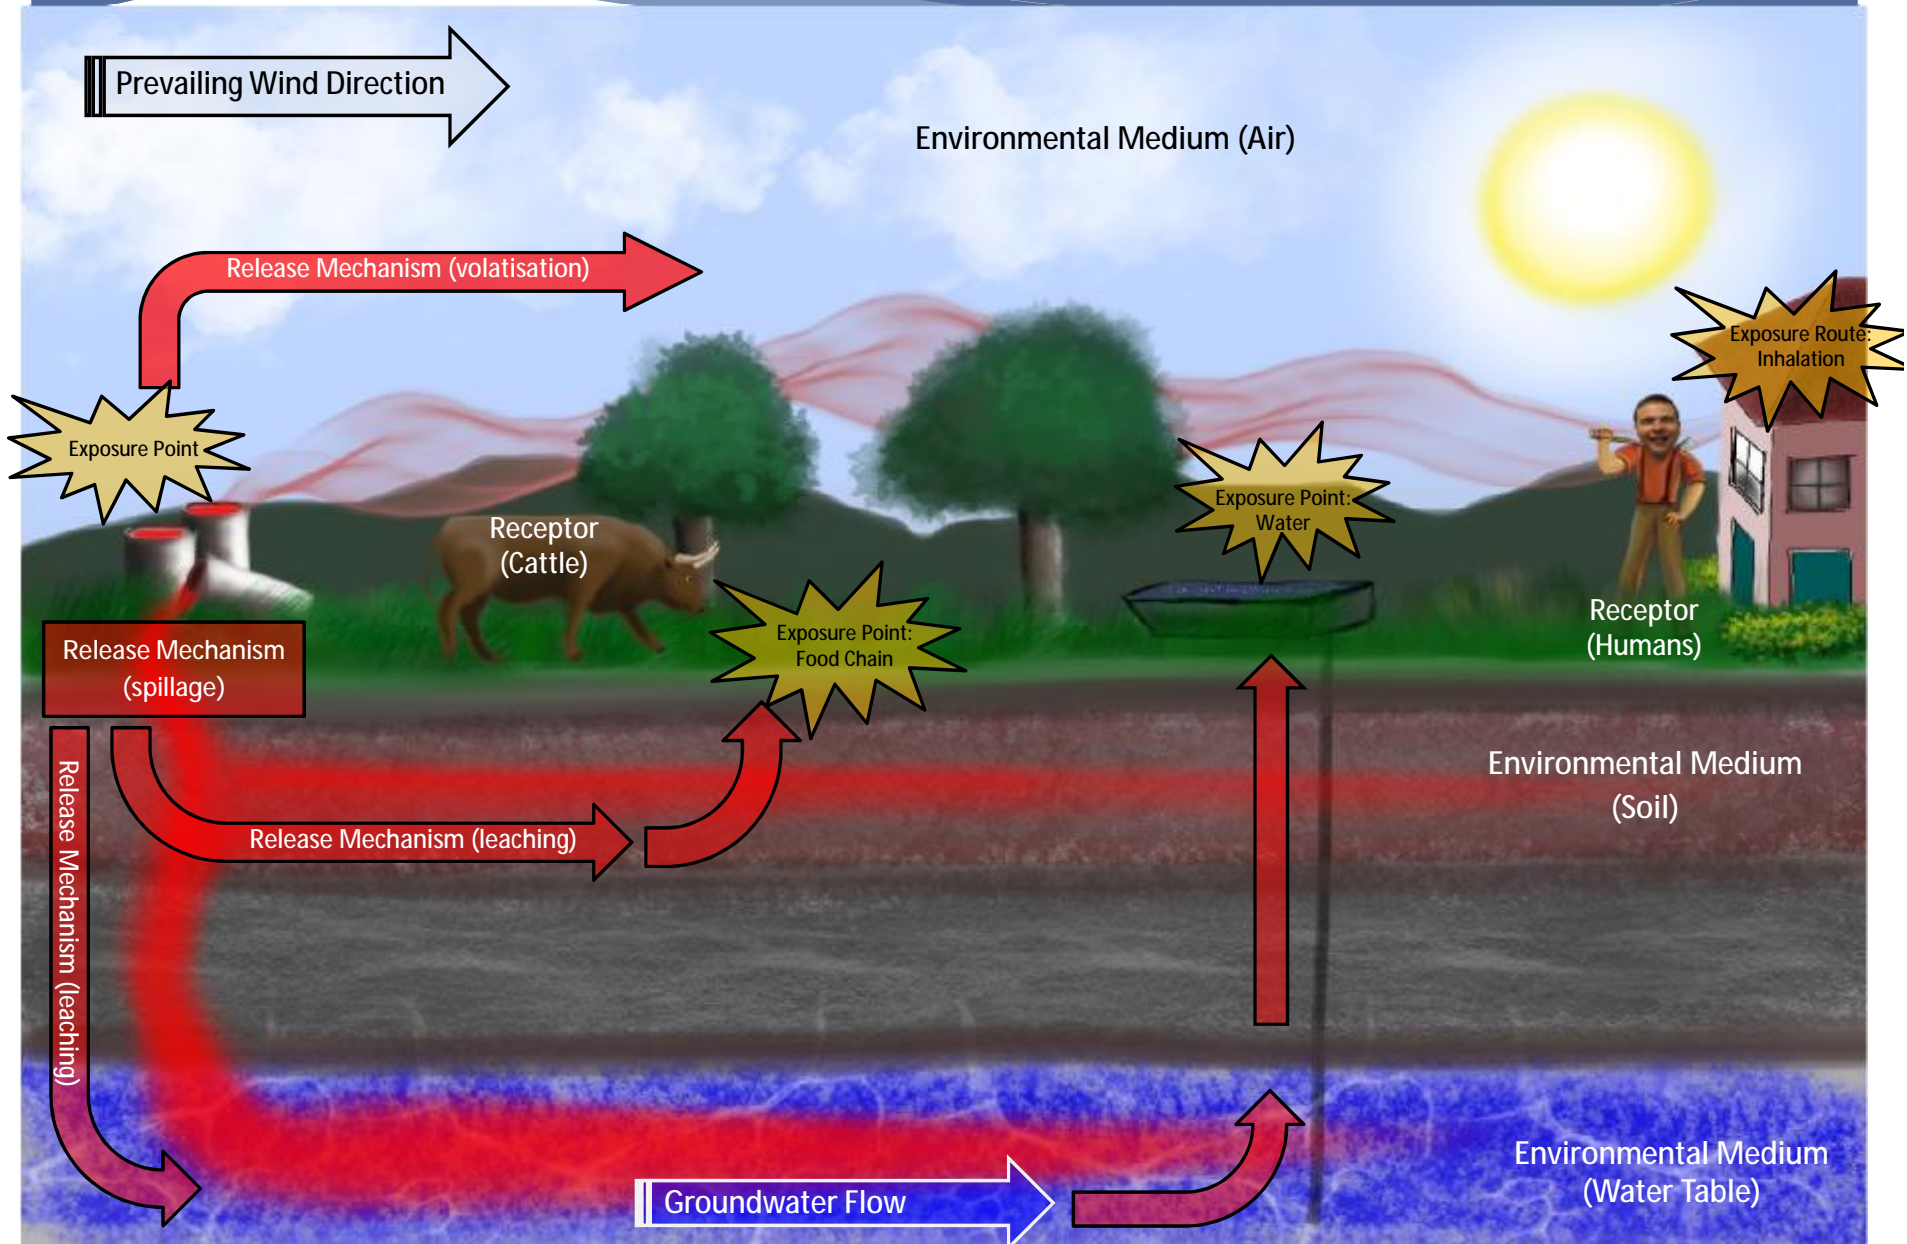 Prevailing Wind Direction
Environmental Medium (Air)
Release Mechanism (volatisation)
Exposure Route:
Inhalation
Exposure Point
Exposure Point:
Water
Receptor
(Cattle)
Receptor
(Humans)
Exposure Point:
Food Chain
Release Mechanism
(spillage)
Environmental Medium
(Soil)
Release Mechanism (leaching)
Release Mechanism (leaching)
Environmental Medium
(Water Table)
Groundwater Flow